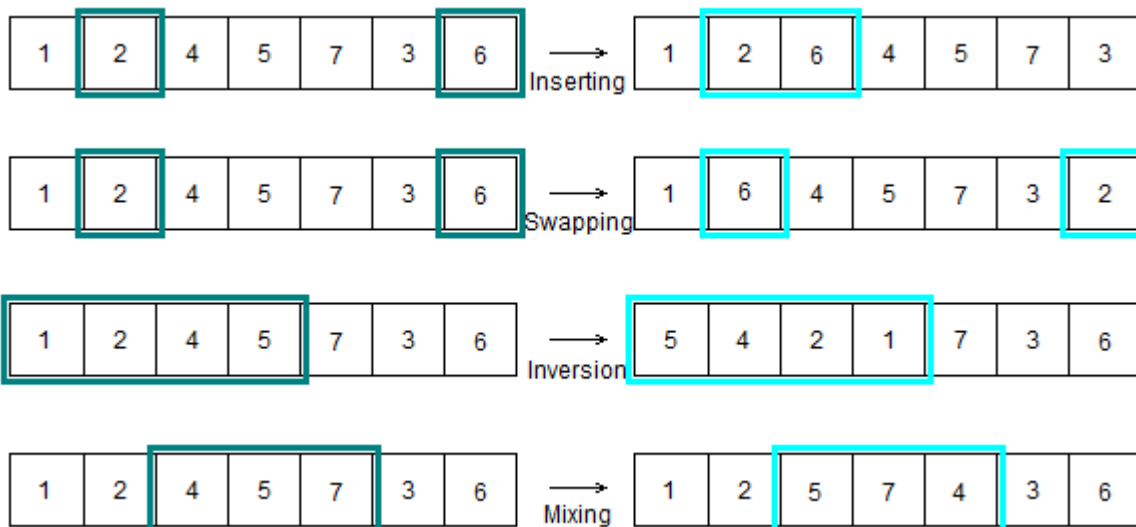 1 2 4 5 7 3 6 Inserting 1 2 6 4 5 7 3
1 2 4 5 7 3 6 Swapping 1 6 4 5 7 3 2
1 2 4 5 7 3 6 Inversion 5 4 2 1 7 3 6
1 2 4 5 7 3 6 Mixing 1 2 5 7 4 3 6